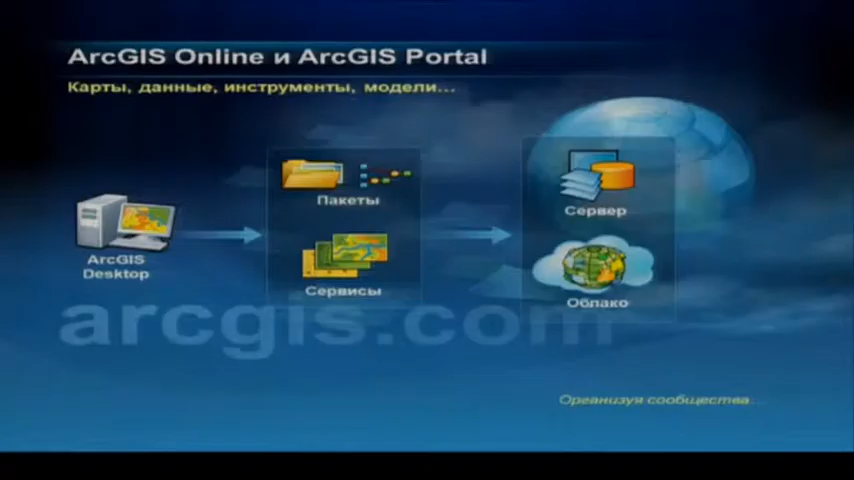 ArcGIS Online и ArcGIS Portal
Карты, данные, инструменты, модели...
Пакеты
Сервер
ArcGIS
Desktop
Сервисы
Облако
arcgis.com
Организуя сообщества...